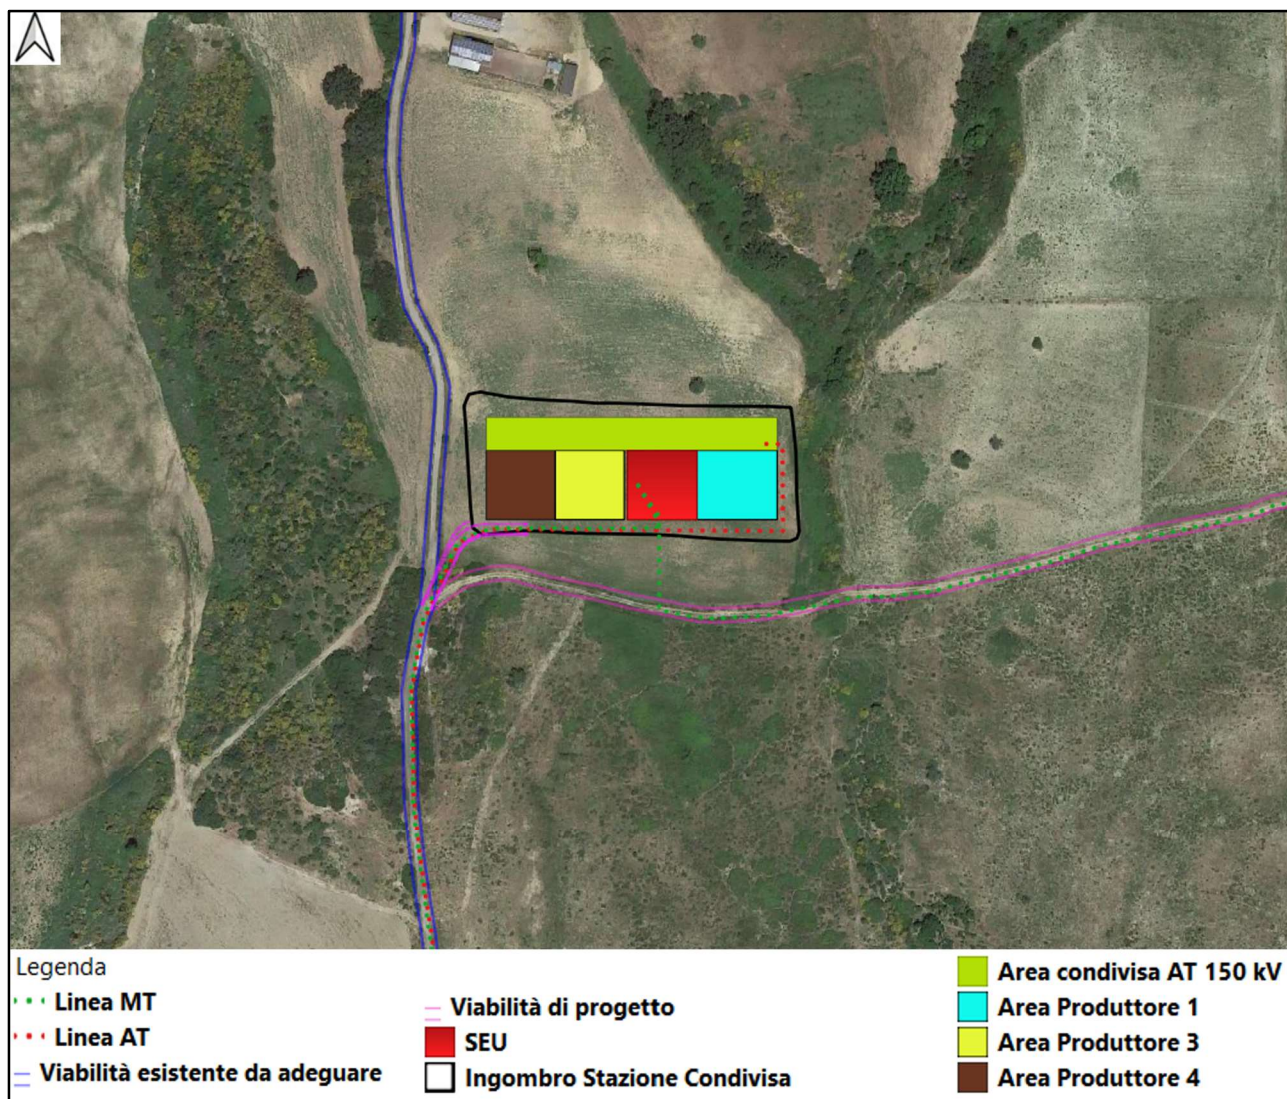 Legenda
Linea MT
Linea AT
Viabilità esistente da adeguare
Viabilità di progetto
SEU
Ingombro Stazione Condivisa
Area condivisa AT 150 kV
Area Produttore 1
Area Produttore 3
Area Produttore 4